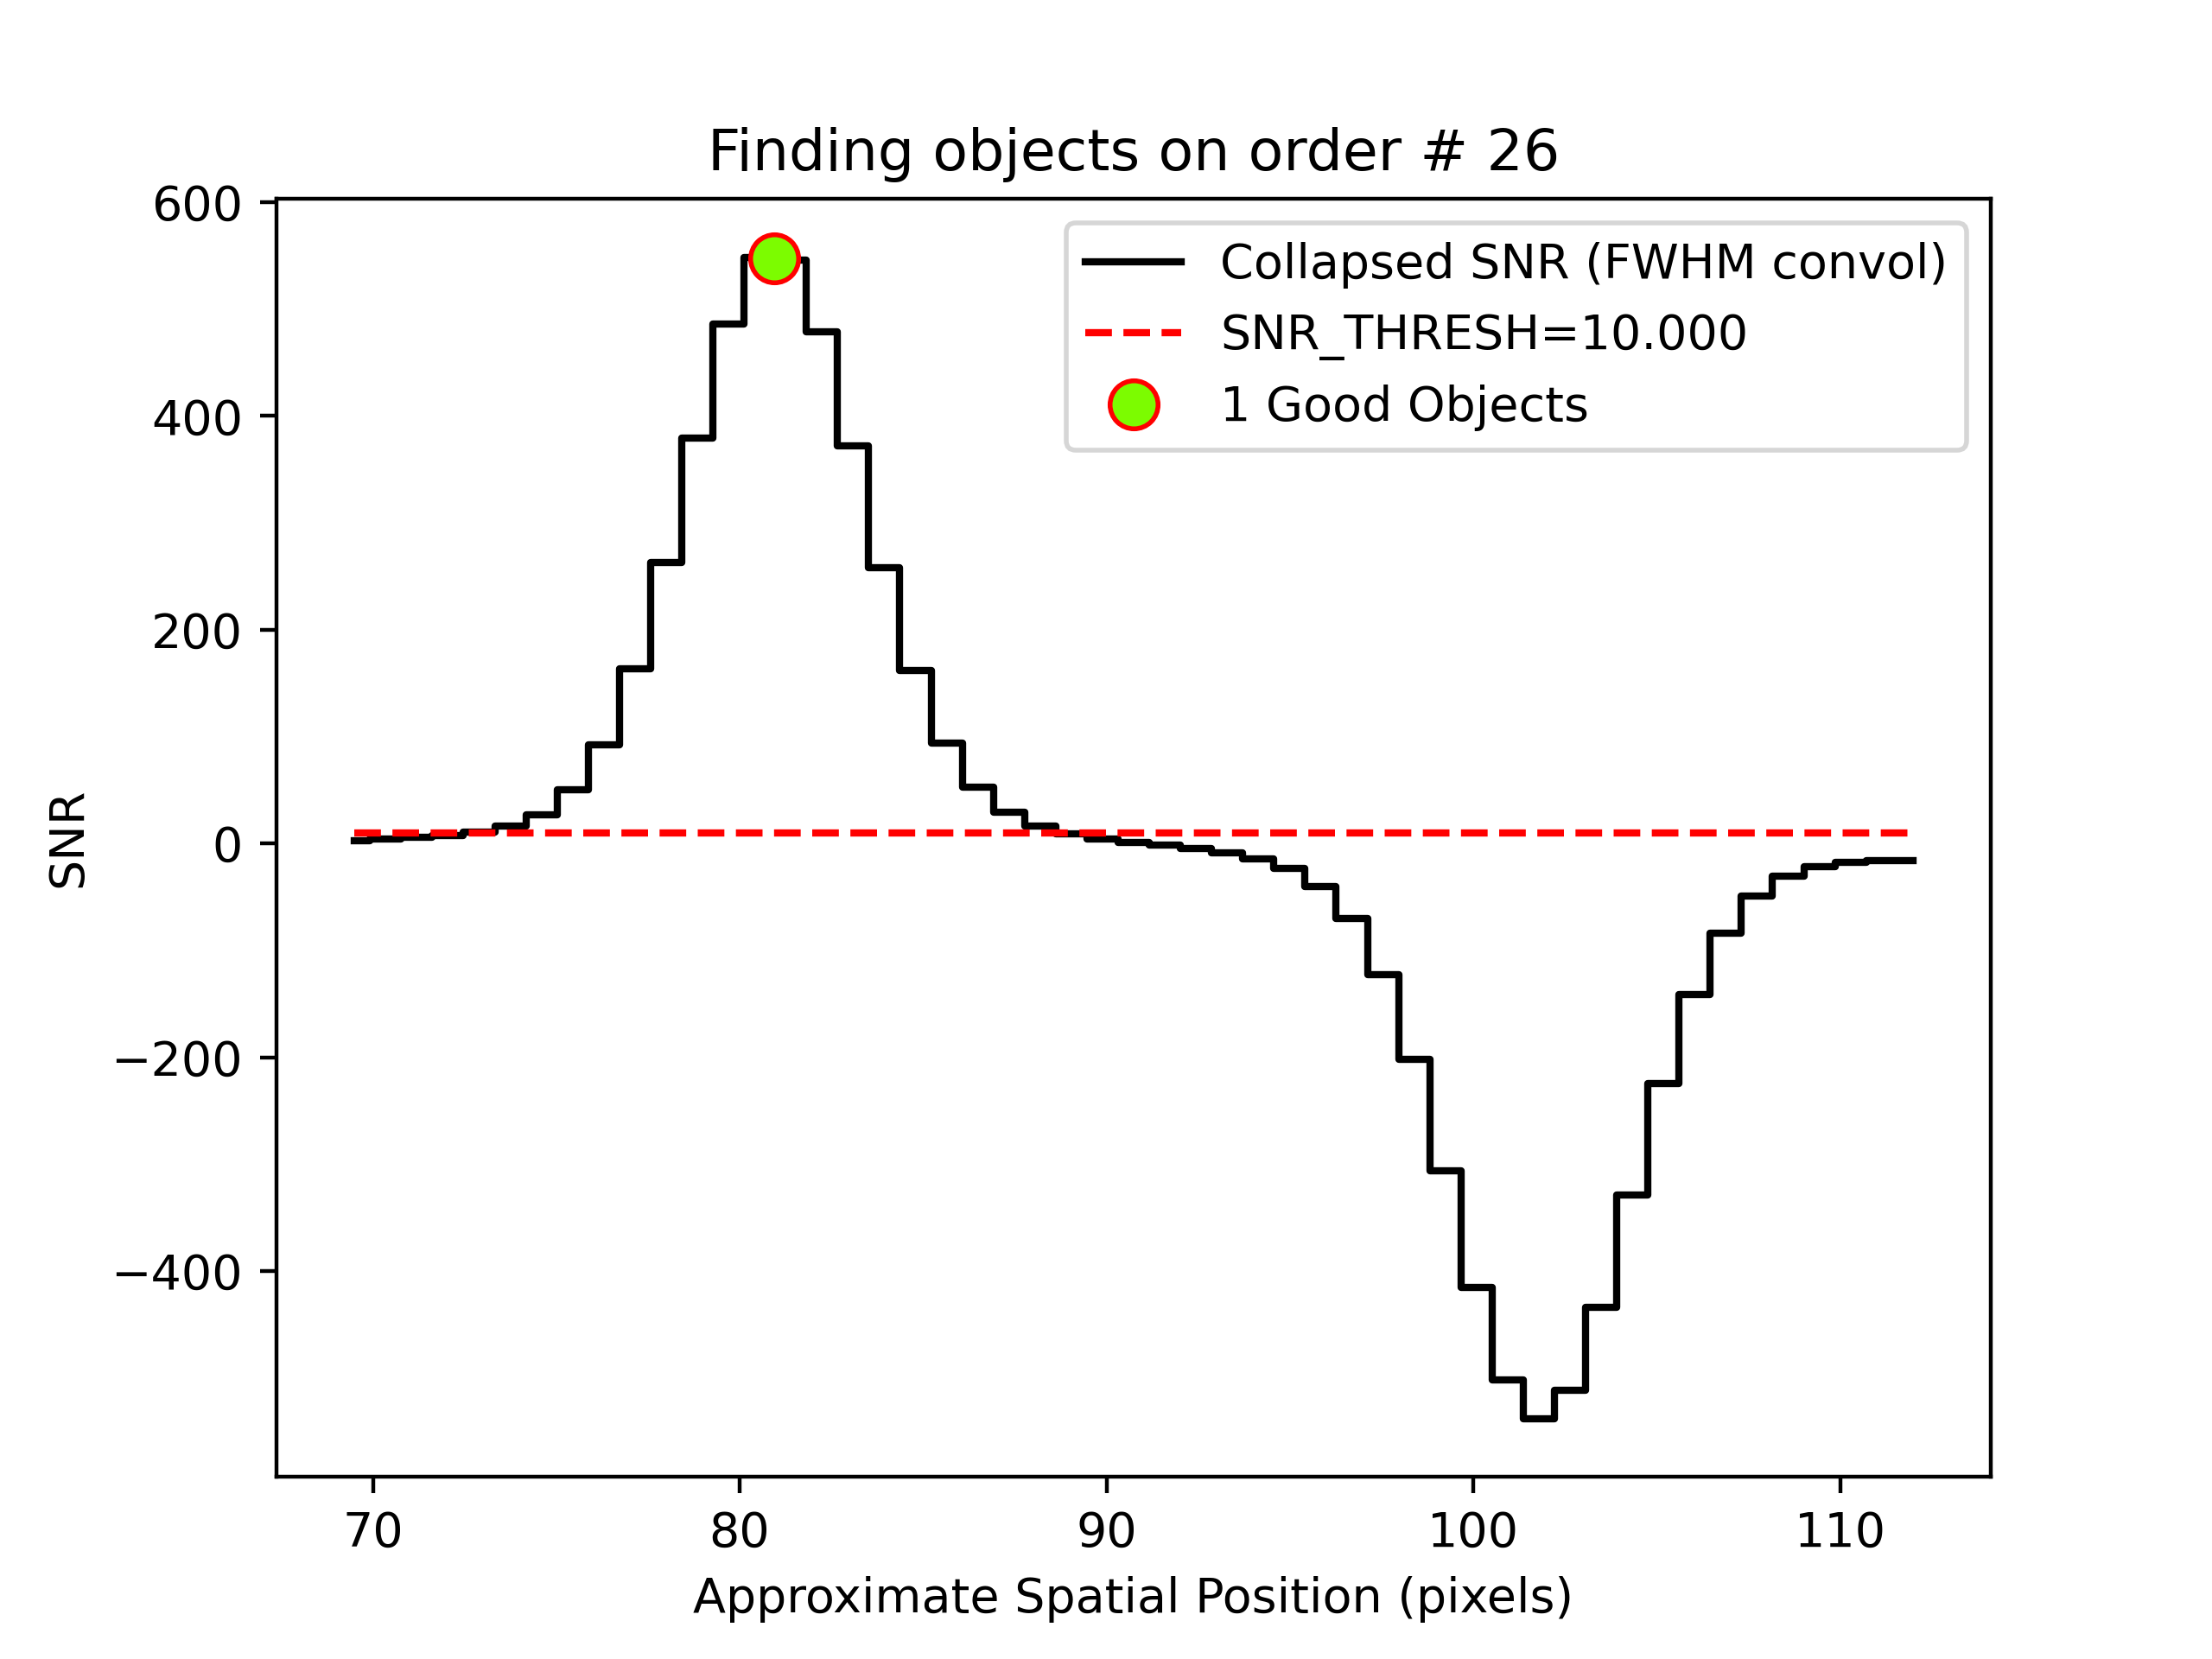 Finding objects on order # 26
600
400
200
0
−200
−400
SNR
Collapsed SNR (FWHM convol)
SNR_THRESH=10.000
1 Good Objects
70 80 90 100 110
Approximate Spatial Position (pixels)